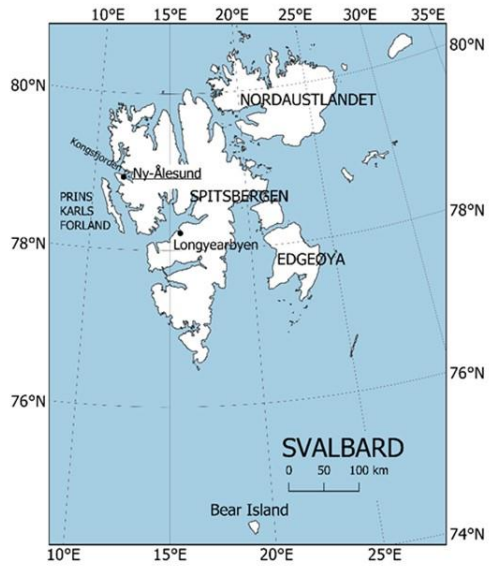 10°E 15°E 20°E 25°E 30°E 35°E
80°N
80°N
NORDAUSTLANDET
Kongsfjorden
Ny-Ålesund
PRINS
KARLS
FORLAND
SPITSBERGEN
78°N
78°N
Longyearbyen
EDGEØYA
76°N
76°N
SVALBARD
0 50 100 km
Bear Island
74°N
10°E 15°E 20°E 25°E